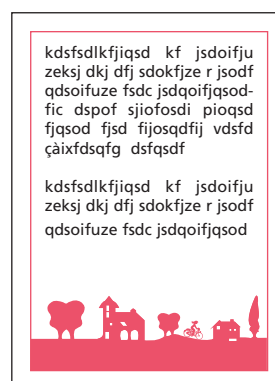 kdsfsdlkfjiqsd kf jsdoifju
zeksj dkj dfj sdokfjze r jsodf
qdsoifuze fsdc jsdqoifjqsod-
fic dspof sjiofosdi pioqsd
fjqsod fjsd fijosqdfij vdsfd
çàixfdsqfg dsfqsdf

kdsfsdlkfjiqsd kf jsdoifju
zeksj dkj dfj sdokfjze r jsodf
qdsoifuze fsdc jsdqoifjqsod